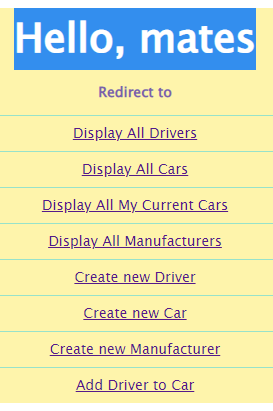 Hello, mates
Redirect to
Display All Drivers
Display All Cars
Display All My Current Cars
Display All Manufacturers
Create new Driver
Create new Car
Create new Manufacturer
Add Driver to Car